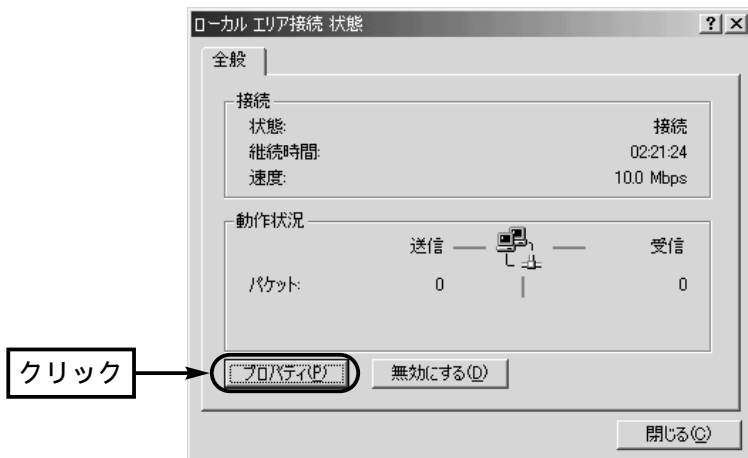 ローカル エリア接続 状態
全般
接続
状態: 接続
継続時間: 02:21:24
速度: 10.0 Mbps
動作状況
送信 受信
パケット: 0 0
クリック
プロパティ(P) 無効にする(D)
閉じる(C)